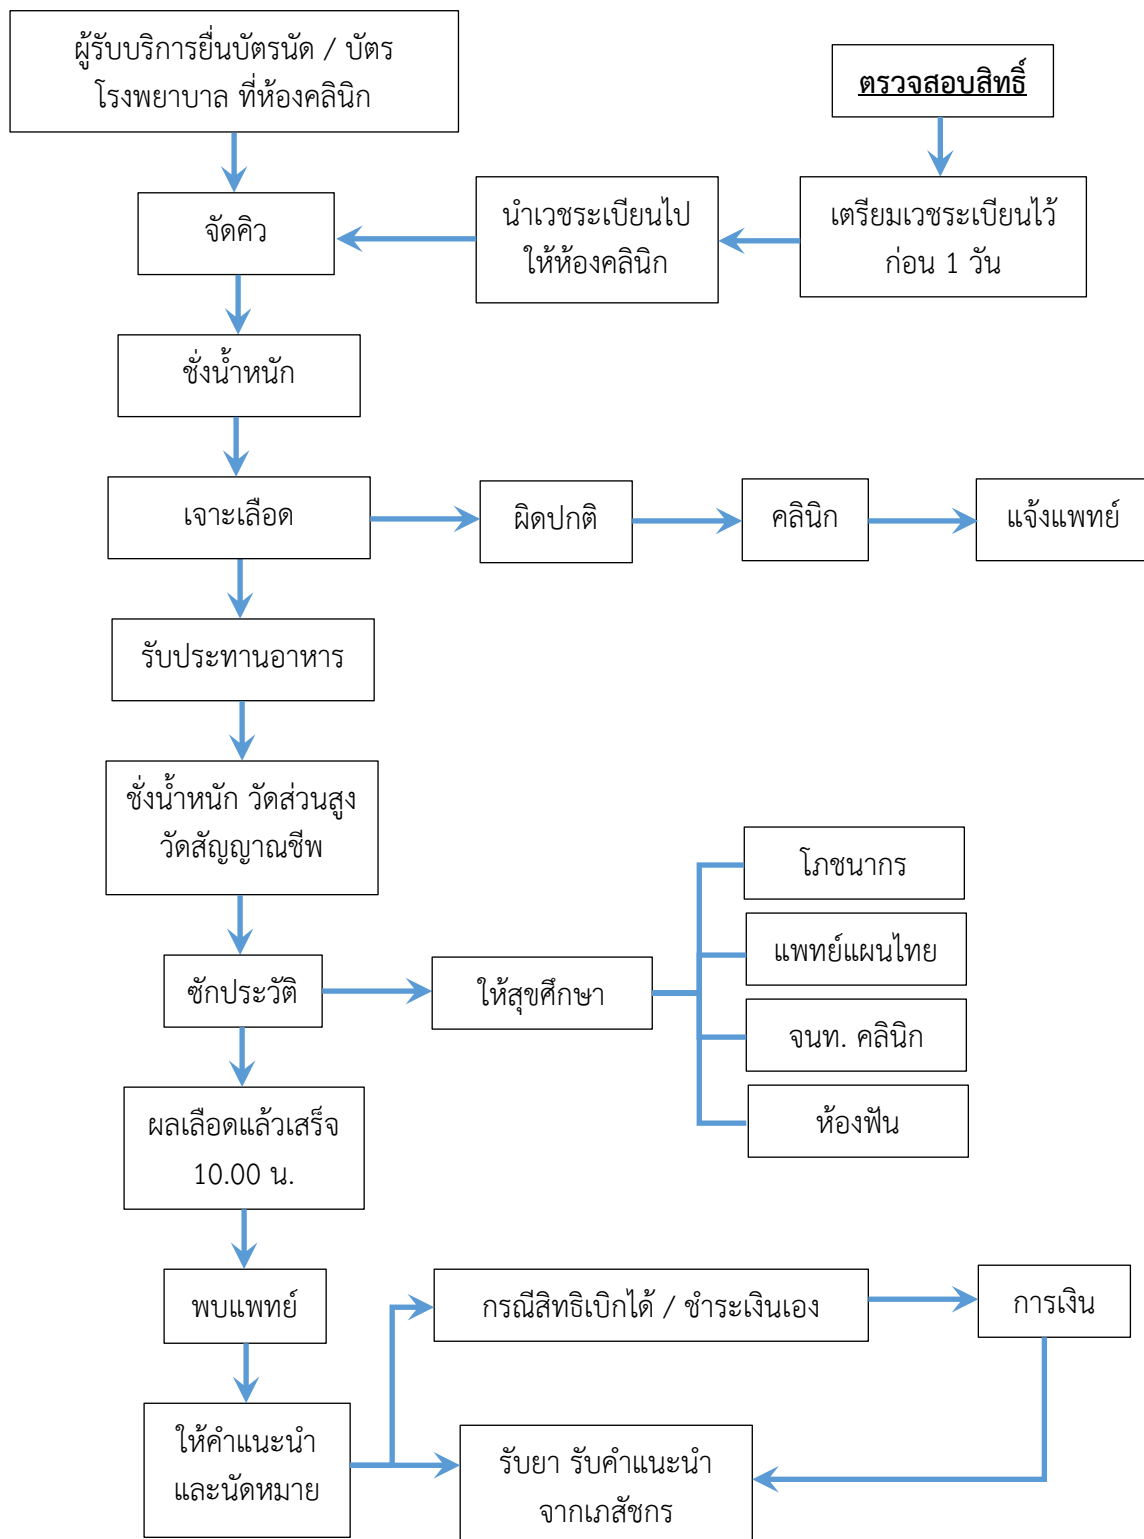 ผู้รับบริการยื่นบัตรนัด / บัตร
โรงพยาบาล ที่ห้องคลินิก
ตรวจสอบสิทธิ์
จัดคิว
นำเวชระเบียนไป
ให้ห้องคลินิก
เตรียมเวชระเบียนไว้
ก่อน 1 วัน
ชั่งน้ำหนัก
เจาะเลือด
ผิดปกติ
คลินิก
แจ้งแพทย์
รับประทานอาหาร
ชั่งน้ำหนัก วัดส่วนสูง
วัดสัญญาณชีพ
โภชนากร
แพทย์แผนไทย
ซักประวัติ
ให้สุขศึกษา
จนท. คลินิก
ห้องฟัน
ผลเลือดแล้วเสร็จ
10.00 น.
พบแพทย์
กรณีสิทธิเบิกได้ / ชำระเงินเอง
การเงิน
ให้คำแนะนำ
และนัดหมาย
รับยา รับคำแนะนำ
จากเภสัชกร